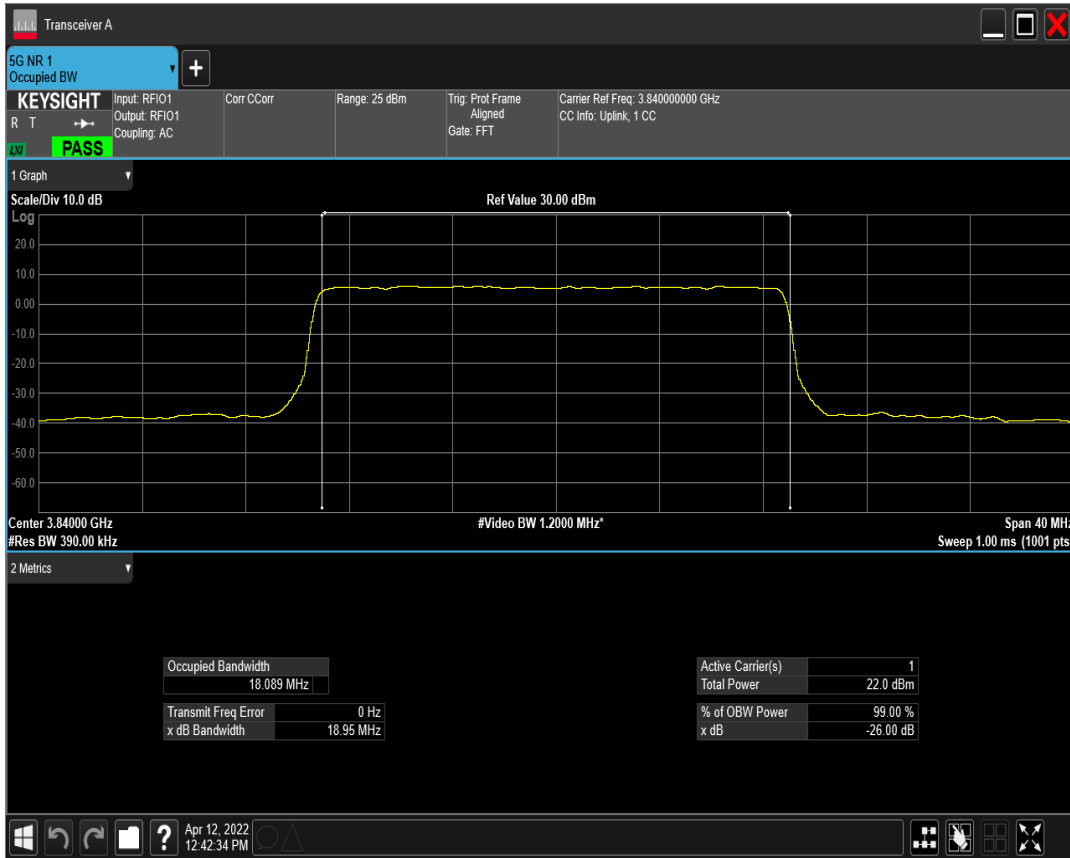 Transceiver A
5G NR 1
Occupied BW
KEYSIGHT
R T
LXI
PASS
Input: RFIO1
Output: RFIO1
Coupling: AC
Corr CCorr
Range: 25 dBm
Trig: Prot Frame
Aligned
Gate: FFT
Carrier Ref Freq: 3.840000000 GHz
CC Info: Uplink, 1 CC
1 Graph
Scale/Div 10.0 dB
Ref Value 30.00 dBm
Log
20.0
10.0
0.00
-10.0
-20.0
-30.0
-40.0
-50.0
-60.0
Center 3.84000 GHz
#Video BW 1.2000 MHz*
Span 40 MHz
#Res BW 390.00 kHz
Sweep 1.00 ms (1001 pts
2 Metrics
Occupied Bandwidth
18.089 MHz
Transmit Freq Error 0 Hz
x dB Bandwidth 18.95 MHz
Active Carrier(s) 1
Total Power 22.0 dBm
% of OBW Power 99.00 %
x dB -26.00 dB
?
Apr 12, 2022
12:42:34 PM